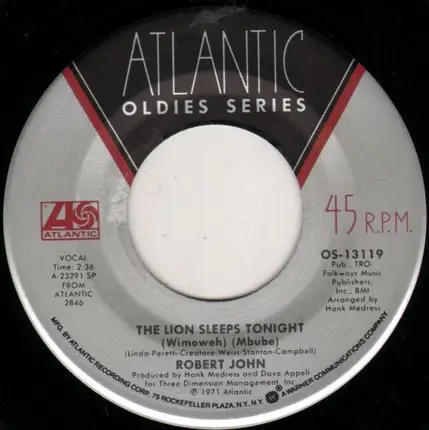 ATLANTIC
OLDIES SERIES
45 R.P.M.
ATLANTIC
VOCAL
Time: 2:36
A-23291 SP
FROM
ATLANTIC
2846
OS-13119
Pub., TRO-
Folkways Music
Publishers,
Inc., BMI
Arranged by
Hank Medress
THE LION SLEEPS TONIGHT
(Wimoweh) (Mbube)
(Linda-Peretti-Creatore-Weiss-Stanton-Campbell)
ROBERT JOHN
Produced by Hank Medress and Dave Appell,
for Three Dimension Management, Inc.
℗ 1971 Atlantic
MFG. BY ATLANTIC RECORDING CORP., 75 ROCKEFELLER PLAZA, N.Y., N.Y. A WARNER COMMUNICATIONS COMPANY